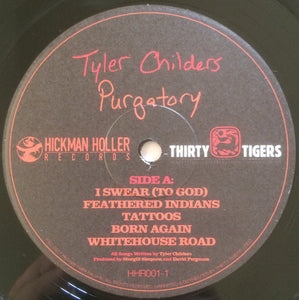 Tyler Childers
Purgatory
HICKMAN HOLLER
RECORDS
THIRTY TIGERS
SIDE A:
I SWEAR (TO GOD)
FEATHERED INDIANS
TATTOOS
BORN AGAIN
WHITEHOUSE ROAD
All Songs Written by Tyler Childers
Produced by Sturgill Simpson and David Ferguson
HHR001-1